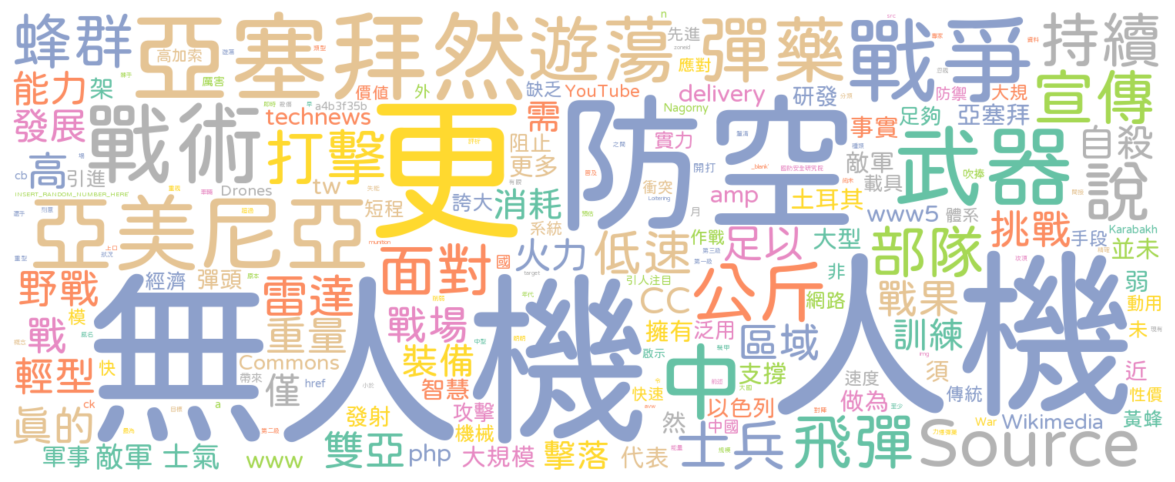 蜂群 亞塞拜然 遊蕩 彈藥 戰爭 持續
高加索 先進 宣傳
能力 架 厲害 價值 外 應對 缺乏 YouTube delivery 研發 防禦 大規
發展 戰術 technews a4b3f35b 打擊 更 需 Nagorno 足夠 亞塞拜
防空 實力 事實 武器 自殺 說
高 引進 cb Drones tw 更多 阻止 開打 敵軍 載具 吹捧
INSERT_RANDOM_NUMBER_HERE
亞美尼亞 短程 誇大 消耗 衝突 amp 土耳其 www5 體系 挑戰 Karabakh
系統 月 作戰 大型 部隊 手段 並未
野戰 經濟 彈頭 面對 國 火力 低速 足以 非 引人注目 弱
雷達 CC 公斤 網路 戰果 動用
戰 模 重量 戰場 擁有 泛用 區域 未
無人機 人機 中 訓練
輕型 快 Commons 裝備 啟示 支撐 速度 須 近
僅 帶來 href 智慧 快速 以色列 做為 傳統 性價
真的 ck a 發射 攻擊 然 中國 War Wikimedia 黃蜂
軍事 敵軍 士氣 www 雙亞 php 機械 大規模 擊落 代表 士兵 飛彈 Source